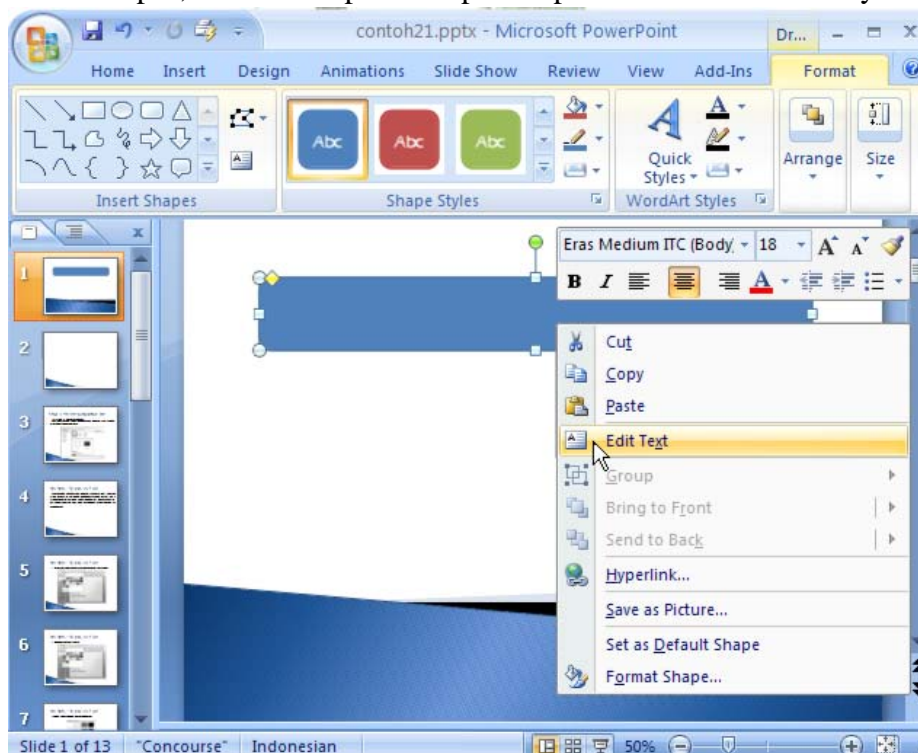 contoh21.pptx - Microsoft PowerPoint
Dr...
Home Insert Design Animations Slide Show Review View Add-Ins Format
Abc Abc Abc
Quick
Styles
Arrange Size
Insert Shapes Shape Styles WordArt Styles
Eras Medium ITC (Body, 18 A A
B I A
1
2
3
4
5
6
7
Cut
Copy
Paste
Edit Text
Group
Bring to Front
Send to Back
Hyperlink...
Save as Picture...
Set as Default Shape
Format Shape...
Slide 1 of 13 "Concourse" Indonesian 50%